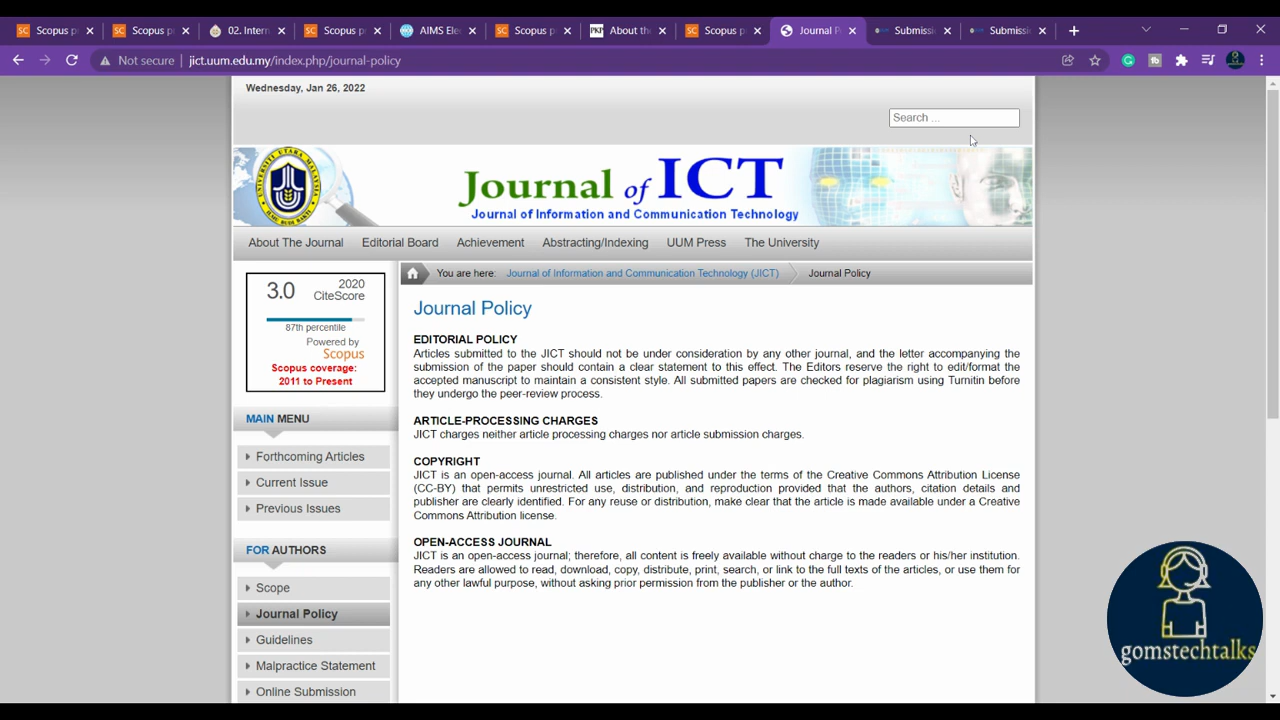 Scopus p
Scopus p
02. Intern
Scopus p
AIMS Ele
Scopus p
About the
Scopus p
Journal P
Submissi
Submissi
Not secure
jict.uum.edu.my/index.php/journal-policy
Wednesday, Jan 26, 2022
Search ...
Journal of ICT
Journal of Information and Communication Technology
About The Journal Editorial Board Achievement Abstracting/Indexing UUM Press The University
You are here: Journal of Information and Communication Technology (JICT) Journal Policy
3.0 2020
CiteScore
87th percentile
Powered by
Scopus
Scopus coverage:
2011 to Present
MAIN MENU
Forthcoming Articles
Current Issue
Previous Issues
FOR AUTHORS
Scope
Journal Policy
Guidelines
Malpractice Statement
Online Submission
Journal Policy
EDITORIAL POLICY
Articles submitted to the JICT should not be under consideration by any other journal, and the letter accompanying the
submission of the paper should contain a clear statement to this effect. The Editors reserve the right to edit/format the
accepted manuscript to maintain a consistent style. All submitted papers are checked for plagiarism using Turnitin before
they undergo the peer-review process.
ARTICLE-PROCESSING CHARGES
JICT charges neither article processing charges nor article submission charges.
COPYRIGHT
JICT is an open-access journal. All articles are published under the terms of the Creative Commons Attribution License
(CC-BY) that permits unrestricted use, distribution, and reproduction provided that the authors, citation details and
publisher are clearly identified. For any reuse or distribution, make clear that the article is made available under a Creative
Commons Attribution license.
OPEN-ACCESS JOURNAL
JICT is an open-access journal; therefore, all content is freely available without charge to the readers or his/her institution.
Readers are allowed to read, download, copy, distribute, print, search, or link to the full texts of the articles, or use them for
any other lawful purpose, without asking prior permission from the publisher or the author.
gomstechtalks